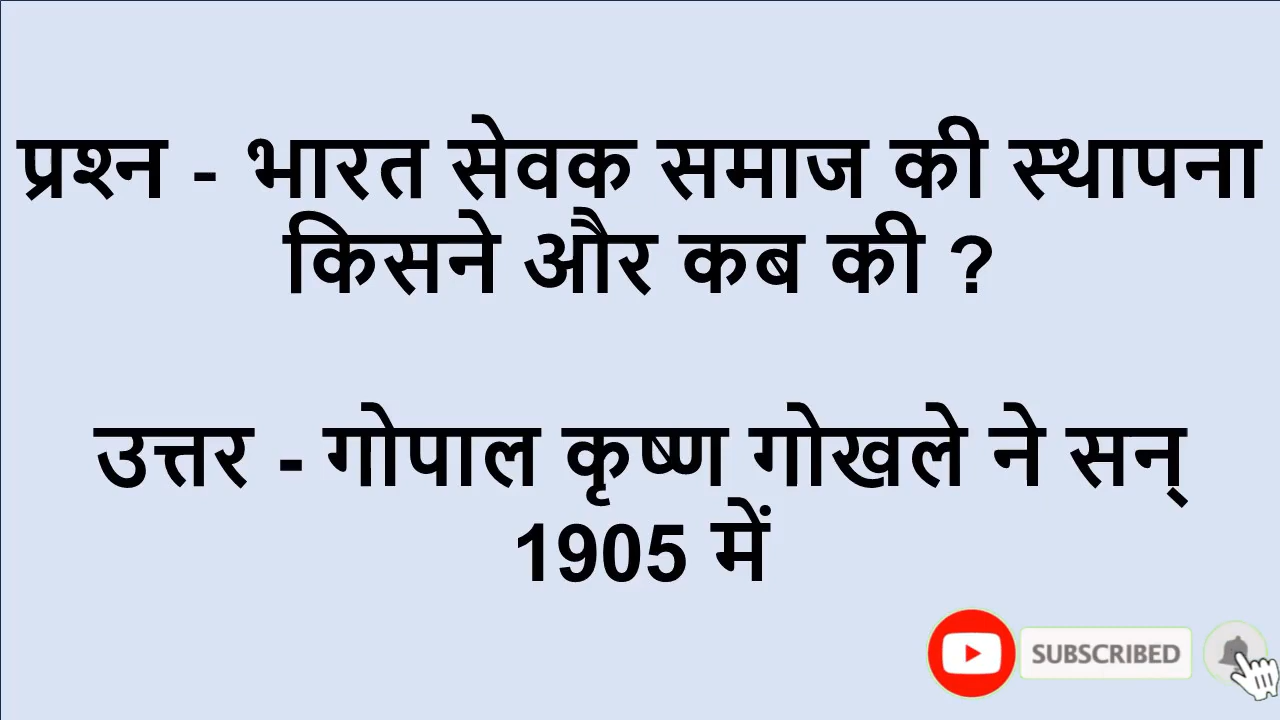 प्रश्न - भारत सेवक समाज की स्थापना
किसने और कब की ?
उत्तर - गोपाल कृष्ण गोखले ने सन्
1905 में
SUBSCRIBED